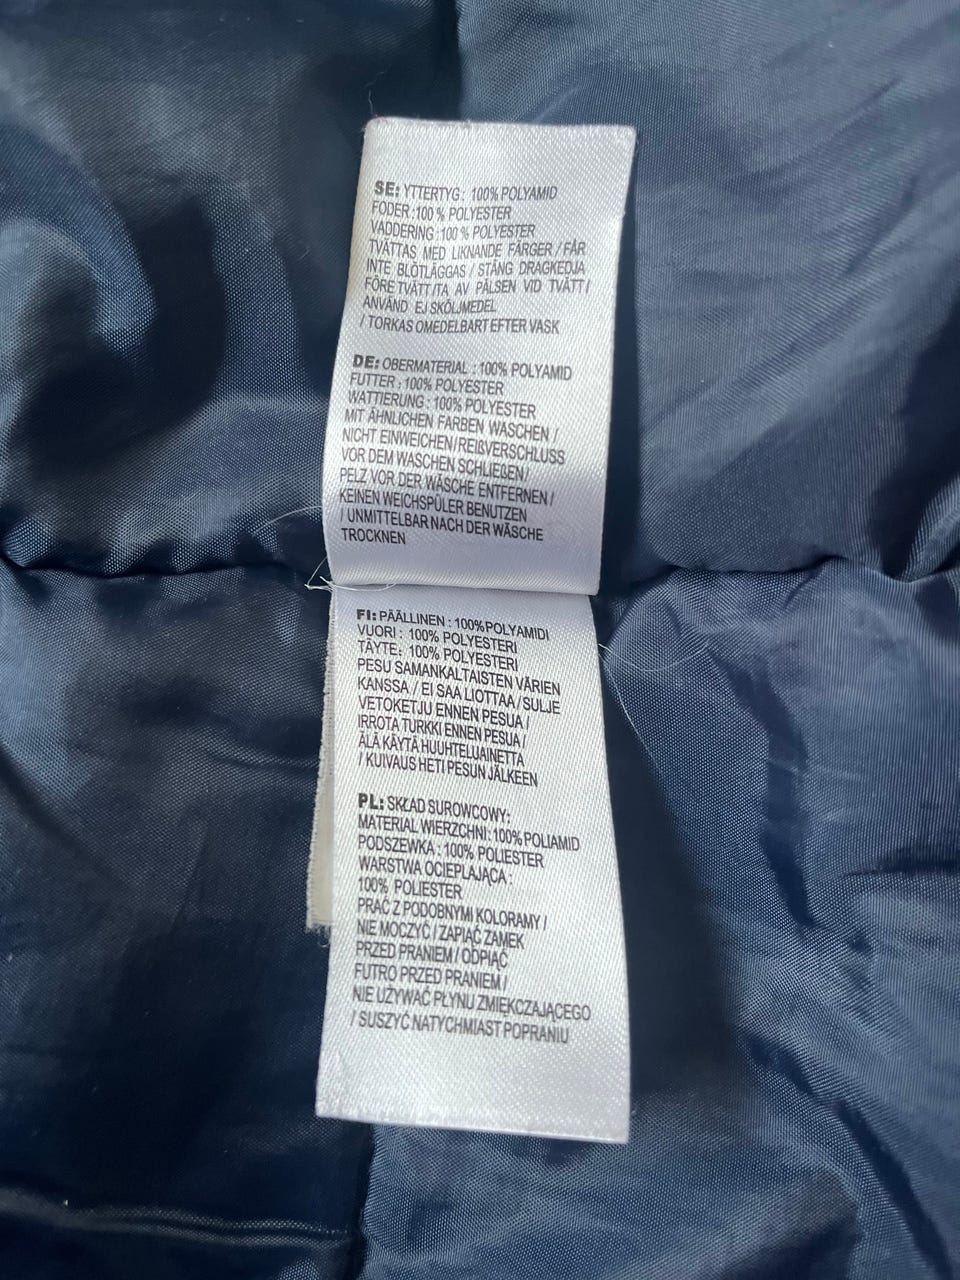 SE: YTTERTYG: 100% POLYAMID
FODER :100 % POLYESTER
VADDERING :100 % POLYESTER
TVÄTTAS MED LIKNANDE FÄRGER / FÅR
INTE BLÖTLÄGGAS / STÄNG DRAGKEDJA
FÖRE TVÄTT /TA AV PÄLSEN VID TVÄTT /
ANVÄND EJ SKÖLJMEDEL
/ TORKAS OMEDELBART EFTER VASK
DE: OBERMATERIAL : 100% POLYAMID
FUTTER : 100% POLYESTER
WATTIERUNG : 100% POLYESTER
MIT ÄHNLICHEN FARBEN WASCHEN /
NICHT EINWEICHEN/REIßVERSCHLUSS
VOR DEM WASCHEN SCHLIEßEN/
PELZ VOR DER WÄSCHE ENTFERNEN /
KEINEN WEICHSPÜLER BENUTZEN
/ UNMITTELBAR NACH DER WÄSCHE
TROCKNEN
FI: PÄÄLLINEN : 100%POLYAMIDI
VUORI : 100% POLYESTERI
TÄYTE: 100% POLYESTERI
PESU SAMANKALTAISTEN VÄRIEN
KANSSA / EI SAA LIOTTAA /SULJE
VETOKETJU ENNEN PESUA /
IRROTA TURKKI ENNEN PESUA /
ÄLÄ KÄYTÄ HUUHTELUAINETTA
/ KUIVAUS HETI PESUN JÄLKEEN
PL: SKŁAD SUROWCOWY:
MATERIAL WIERZCHNI: 100% POLIAMID
PODSZEWKA : 100% POLIESTER
WARSTWA OCIEPLAJĄCA :
100% POLIESTER
PRAĆ Z PODOBNYMI KOLORAMY /
NIE MOCZYĆ / ZAPIĄĆ ZAMEK
PRZED PRANIEM / ODPIĄĆ
FUTRO PRZED PRANIEM /
NIE UŻYWAĆ PŁYNU ZMIĘKCZAJĄCEGO
/ SUSZYĆ NATYCHMIAST POPRANIU